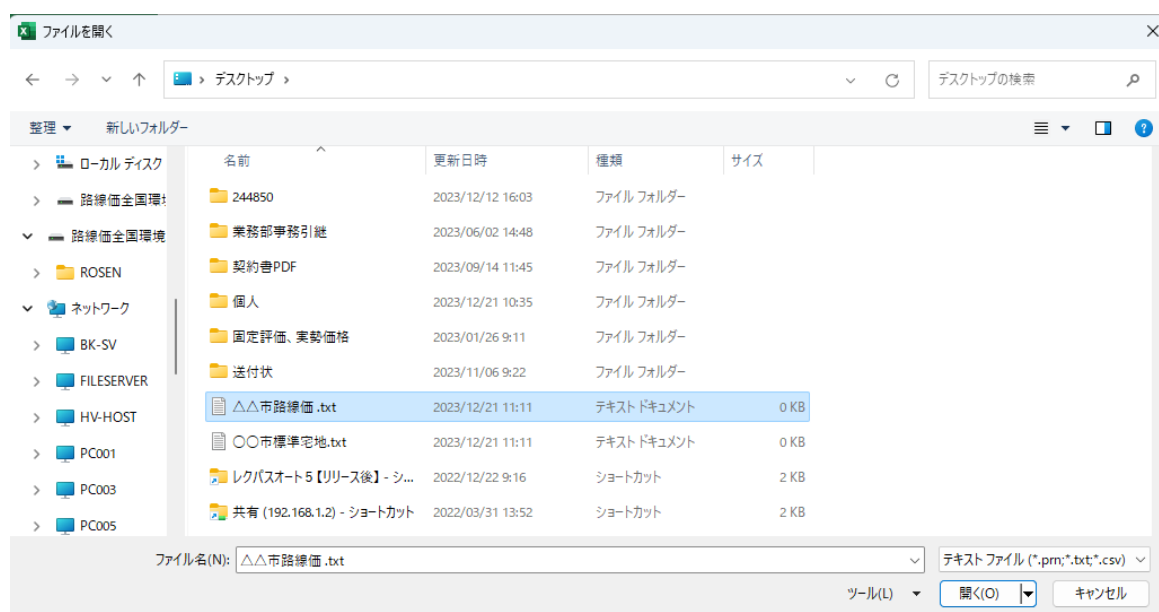 ファイルを開く
デスクトップ
デスクトップの検索
整理 新しいフォルダー
名前 更新日時 種類 サイズ
ローカル ディスク
路線価全国環境
路線価全国環境
ROSEN
ネットワーク
BK-SV
FILESERVER
HV-HOST
PC001
PC003
PC005
244850 2023/12/12 16:03 ファイル フォルダー
業務部事務引継 2023/06/02 14:48 ファイル フォルダー
契約書PDF 2023/09/14 11:45 ファイル フォルダー
個人 2023/12/21 10:35 ファイル フォルダー
固定評価、実勢価格 2023/01/26 9:11 ファイル フォルダー
送付状 2023/11/06 9:22 ファイル フォルダー
△△市路線価 .txt 2023/12/21 11:11 テキスト ドキュメント 0 KB
〇〇市標準宅地.txt 2023/12/21 11:11 テキスト ドキュメント 0 KB
レクパスオート5【リリース後】 - シ... 2022/12/22 9:16 ショートカット 2 KB
共有 (192.168.1.2) - ショートカット 2022/03/31 13:52 ショートカット 2 KB
ファイル名(N): △△市路線価 .txt テキスト ファイル (*.prn;*.txt;*.csv)
ツール(L) 開く(O) キャンセル